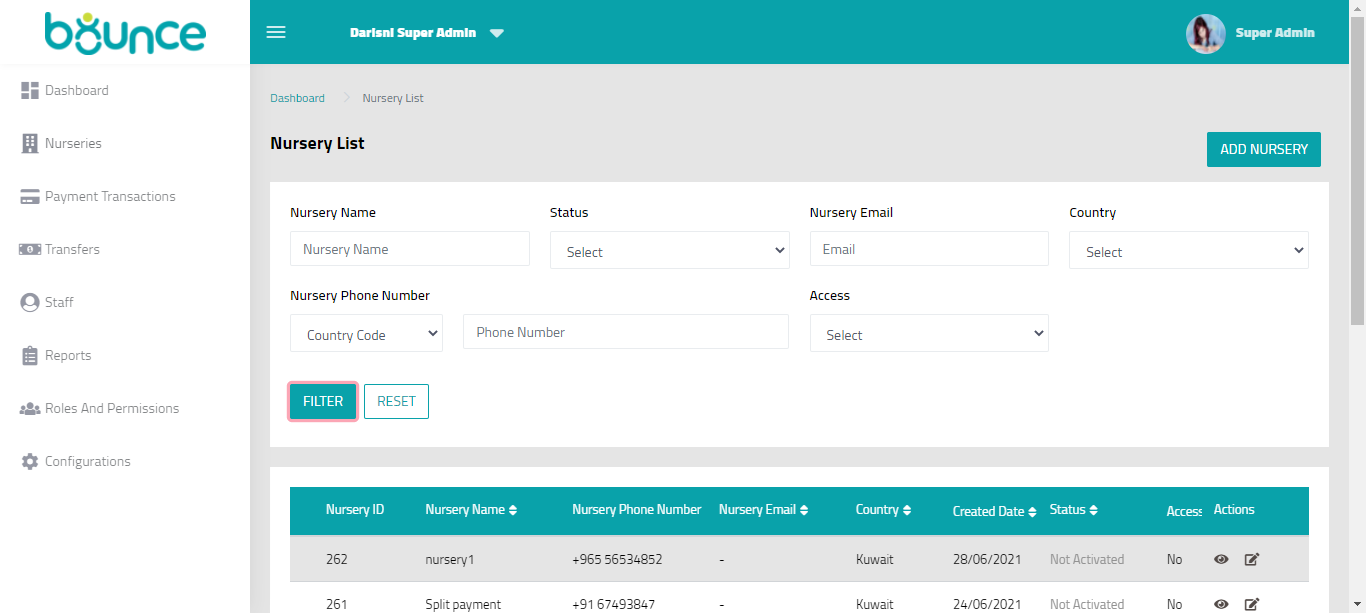 bounce
Darisni Super Admin
Super Admin
Dashboard
Nurseries
Payment Transactions
Transfers
Staff
Reports
Roles And Permissions
Configurations
Dashboard Nursery List
Nursery List
ADD NURSERY
Nursery Name Status Nursery Email Country
Nursery Name Select Email Select
Nursery Phone Number Access
Country Code Phone Number Select
FILTER RESET
Nursery ID Nursery Name Nursery Phone Number Nursery Email Country Created Date Status Access Actions
262 nursery1 +965 56534852 - Kuwait 28/06/2021 Not Activated No
261 Split payment +91 67493847 - Kuwait 24/06/2021 Not Activated No